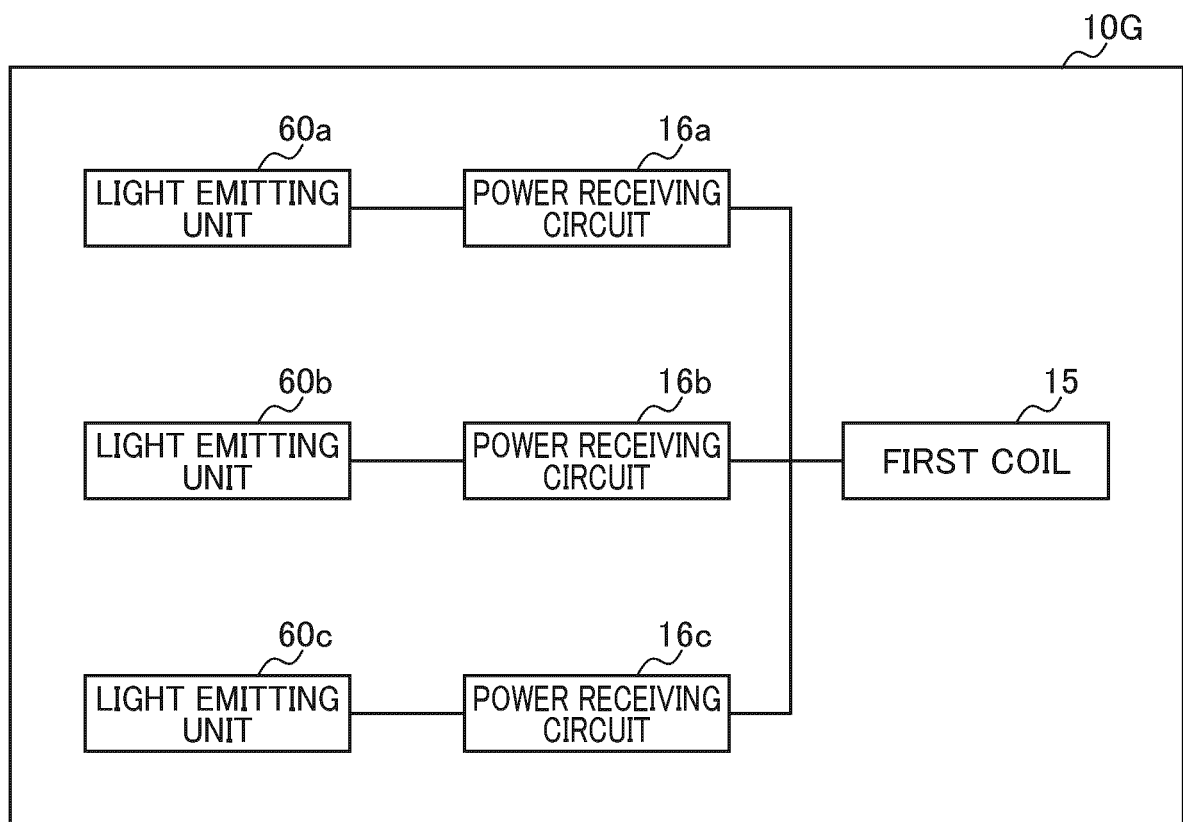 10G
60a
16a
LIGHT EMITTING
UNIT
POWER RECEIVING
CIRCUIT
60b
16b
15
LIGHT EMITTING
UNIT
POWER RECEIVING
CIRCUIT
FIRST COIL
60c
16c
LIGHT EMITTING
UNIT
POWER RECEIVING
CIRCUIT